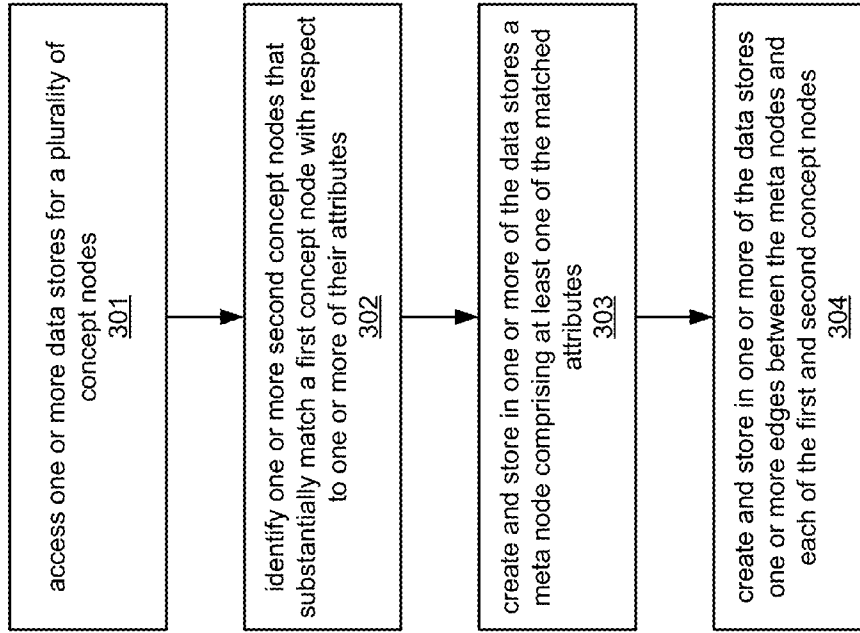 access one or more data stores for a plurality of
concept nodes
301
identify one or more second concept nodes that
substantially match a first concept node with respect
to one or more of their attributes
302
create and store in one or more of the data stores a
meta node comprising at least one of the matched
attributes
303
create and store in one or more of the data stores
one or more edges between the meta nodes and
each of the first and second concept nodes
304